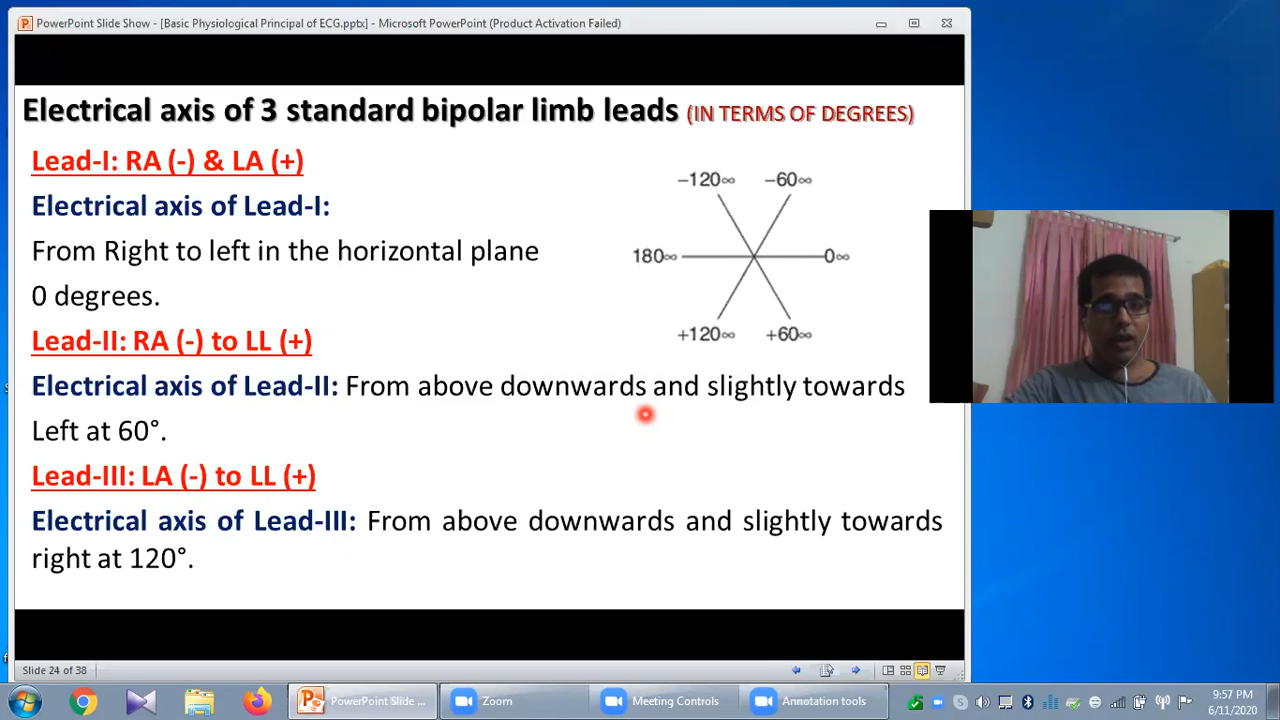 PowerPoint Slide Show - [Basic Physiological Principal of ECG.pptx] - Microsoft PowerPoint (Product Activation Failed)
Electrical axis of 3 standard bipolar limb leads (IN TERMS OF DEGREES)
Lead-I: RA (-) & LA (+)
Electrical axis of Lead-I:
From Right to left in the horizontal plane
0 degrees.
Lead-II: RA (-) to LL (+)
Electrical axis of Lead-II: From above downwards and slightly towards
Left at 60°.
Lead-III: LA (-) to LL (+)
Electrical axis of Lead-III: From above downwards and slightly towards
right at 120°.
−120∞ −60∞
180∞ 0∞
+120∞ +60∞
Slide 24 of 38
PowerPoint Slide ...
Zoom
Meeting Controls
Annotation tools
9:57 PM
6/11/2020